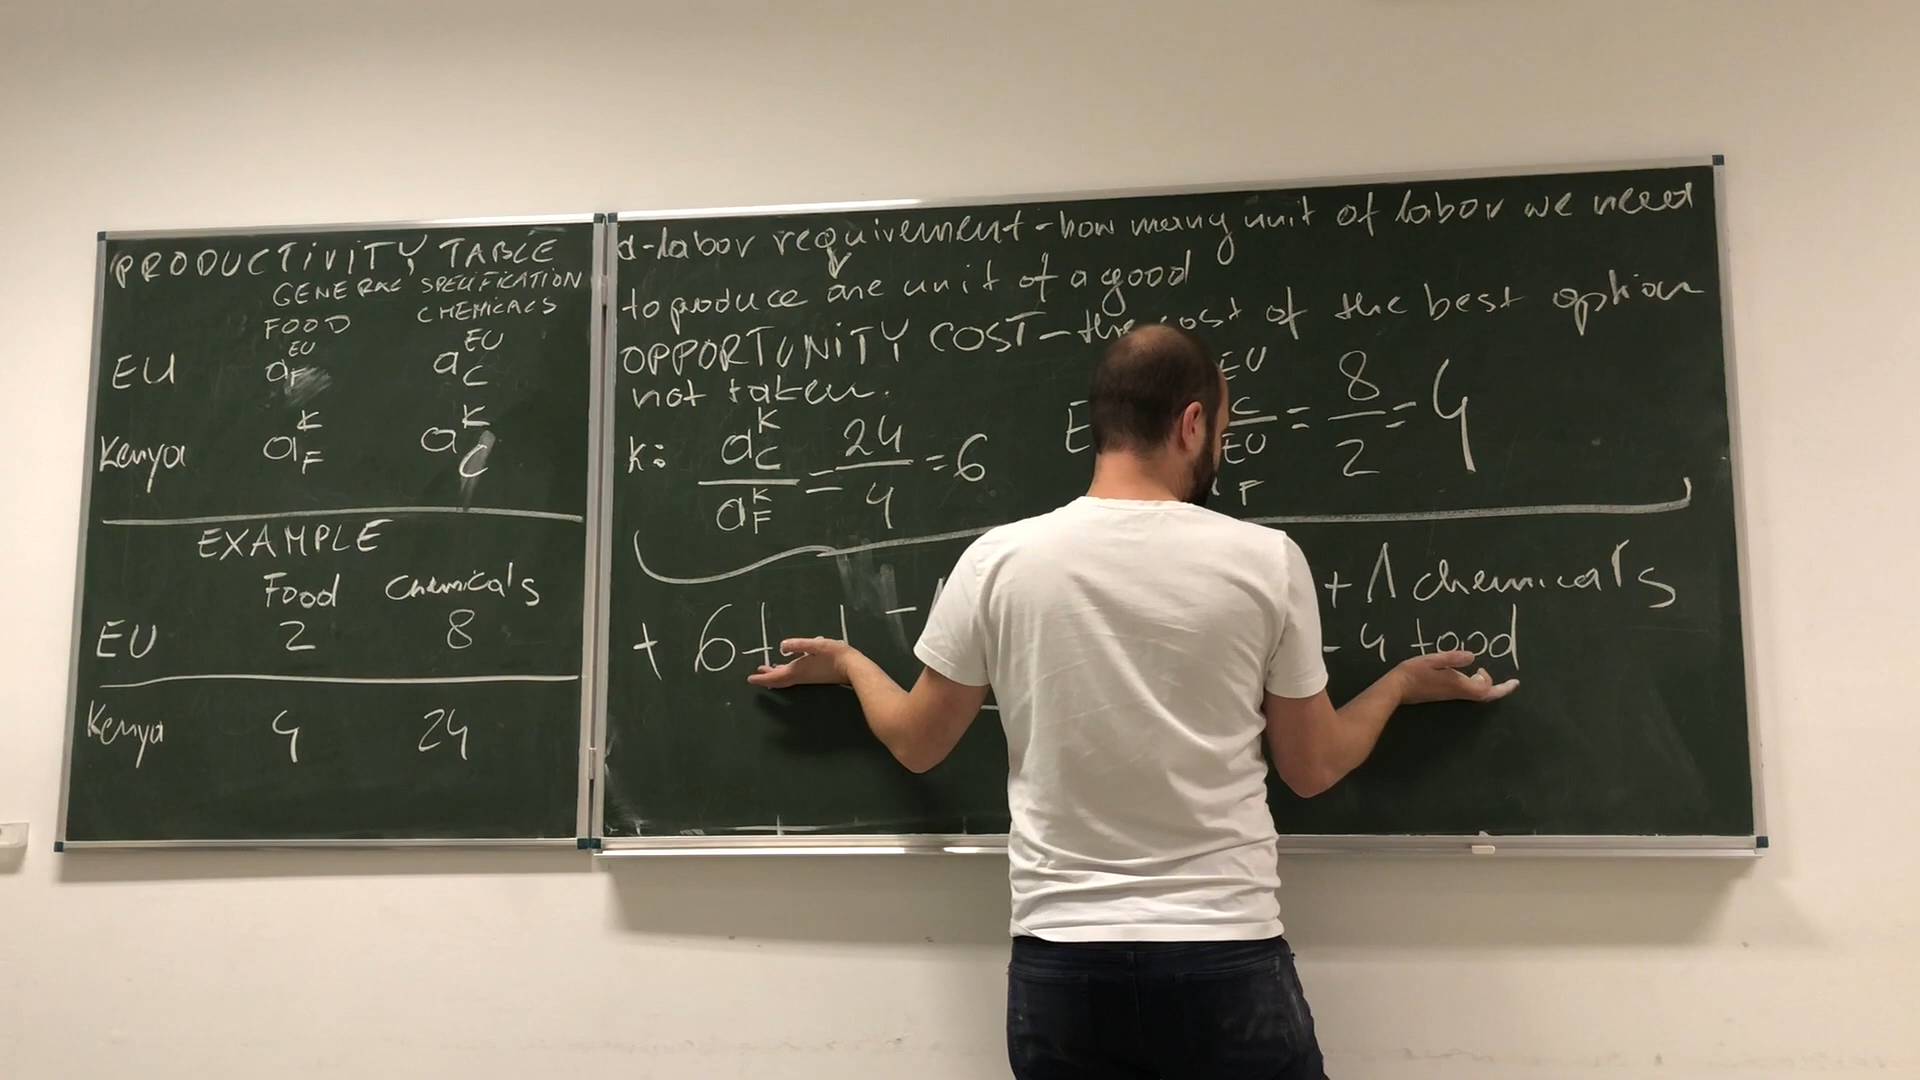 PRODUCTIVITY TABLE
GENERAL SPECIFICATION
FOOD CHEMICALS
EU a_F^EU a_C^EU
Kenya a_F^K a_C^K
EXAMPLE
Food Chemicals
EU 2 8
Kenya 4 24
a-labor requirement-how many unit of labor we need
to produce one unit of a good
OPPORTUNITY COST-the cost of the best option
not taken.
K: a_C^K / a_F^K = 24/4 = 6
EU C / EU F = 8/2 = 4
+ 6 - + 1 chemicals
- 4 food